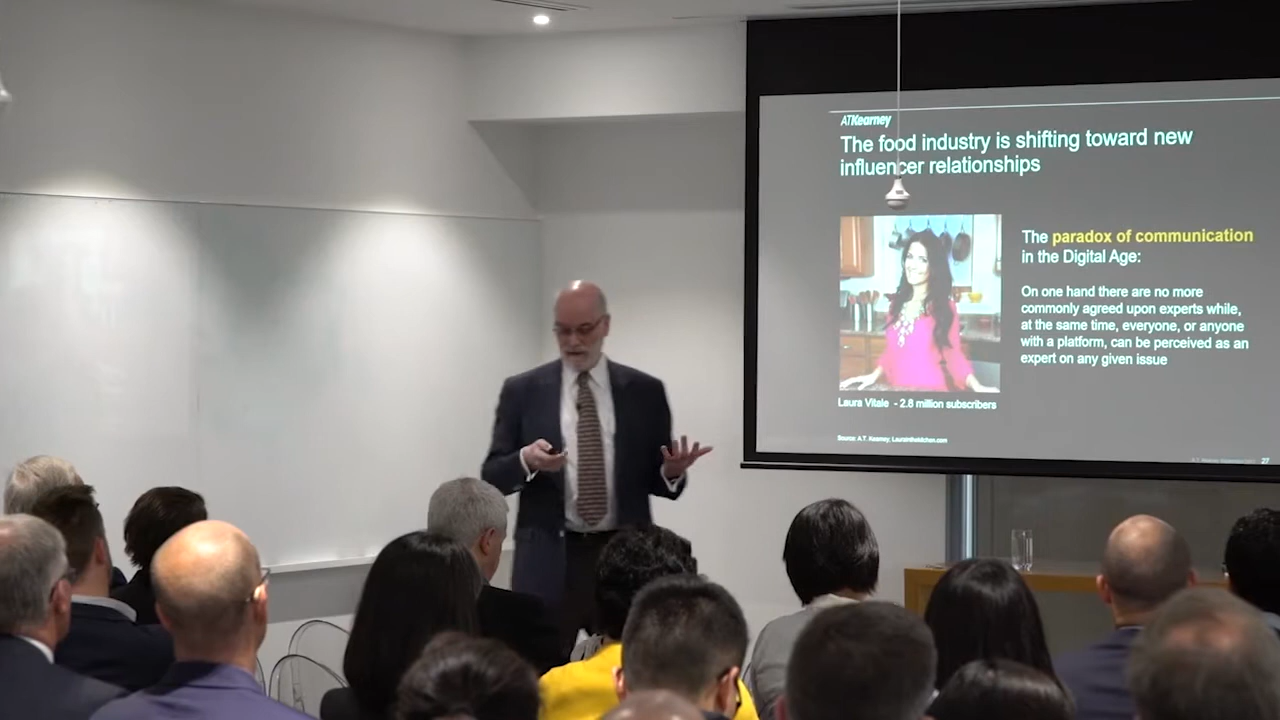 ATKearney
The food industry is shifting toward new
influencer relationships
The paradox of communication
in the Digital Age:
On one hand there are no more
commonly agreed upon experts while,
at the same time, everyone, or anyone
with a platform, can be perceived as an
expert on any given issue
Laura Vitale - 2.8 million subscribers
Source: A.T. Kearney, Laurainthekitchen.com
27